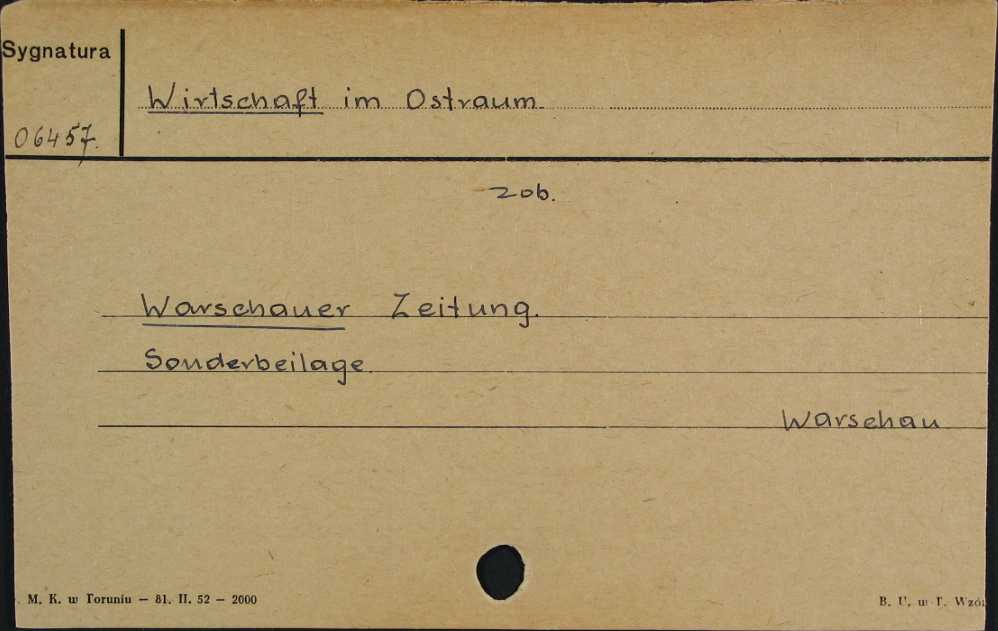 Sygnatura
Wirtschaft im Ostraum.
06457.
zob.
Warschauer Zeitung.
Sonderbeilage.
Warschau
M. K. w Toruniu — 81. II. 52 — 2000
B. U. w T. Wzór